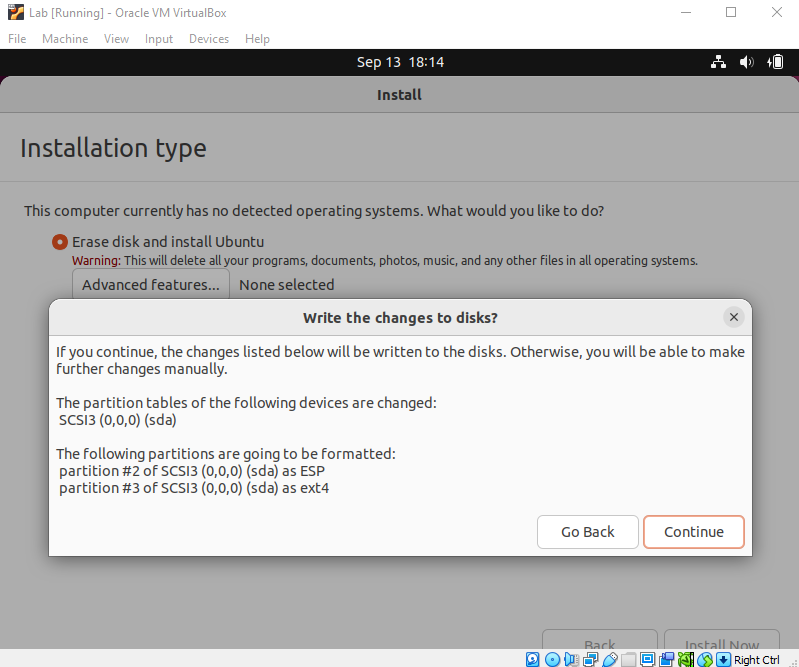 Lab [Running] - Oracle VM VirtualBox
File Machine View Input Devices Help
Sep 13 18:14
Install
Installation type
This computer currently has no detected operating systems. What would you like to do?
Erase disk and install Ubuntu
Warning: This will delete all your programs, documents, photos, music, and any other files in all operating systems.
Advanced features... None selected
Write the changes to disks?
If you continue, the changes listed below will be written to the disks. Otherwise, you will be able to make
further changes manually.
The partition tables of the following devices are changed:
SCSI3 (0,0,0) (sda)
The following partitions are going to be formatted:
partition #2 of SCSI3 (0,0,0) (sda) as ESP
partition #3 of SCSI3 (0,0,0) (sda) as ext4
Go Back Continue
Back Install Now
Right Ctrl